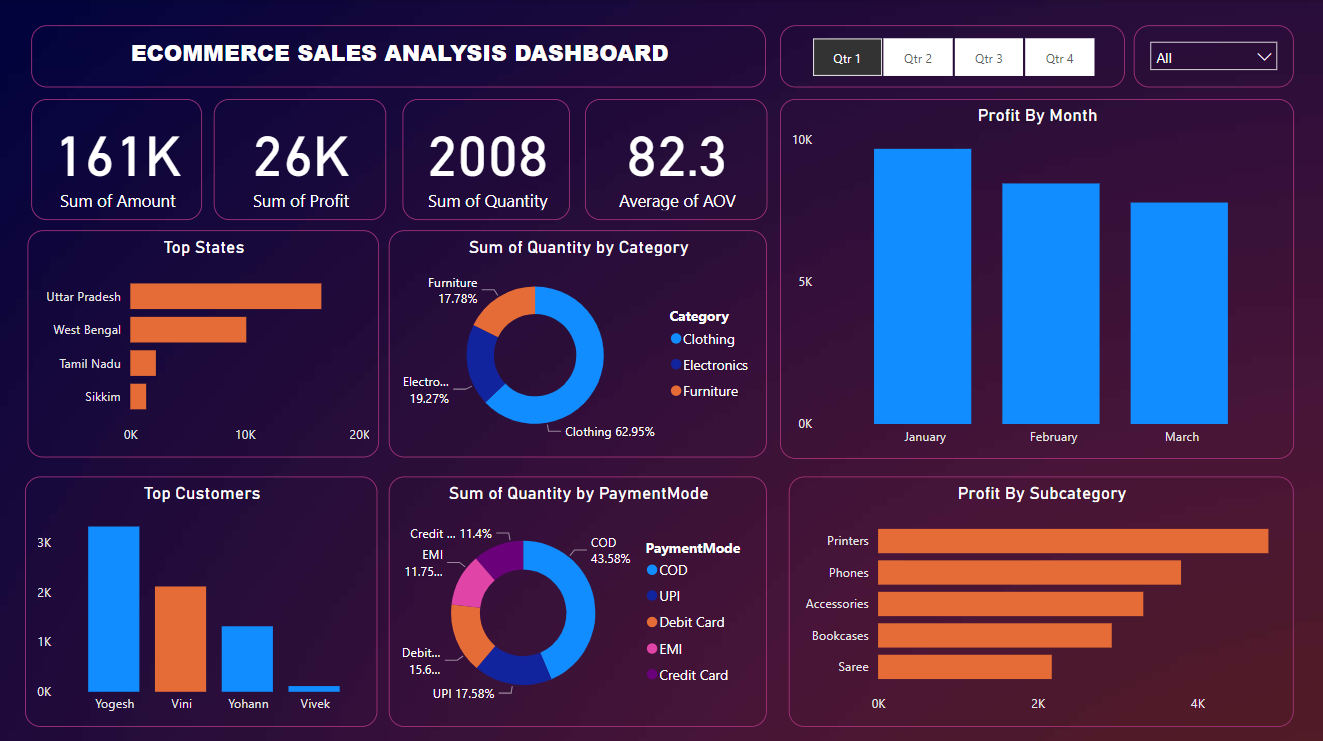 ECOMMERCE SALES ANALYSIS DASHBOARD
Qtr 1
Qtr 2
Qtr 3
Qtr 4
All
161K
Sum of Amount
26K
Sum of Profit
2008
Sum of Quantity
82.3
Average of AOV
Profit By Month
10K
5K
0K
January
February
March
Top States
Uttar Pradesh
West Bengal
Tamil Nadu
Sikkim
0K
10K
20K
Sum of Quantity by Category
Furniture
17.78%
Electro...
19.27%
Clothing 62.95%
Category
Clothing
Electronics
Furniture
Top Customers
3K
2K
1K
0K
Yogesh
Vini
Yohann
Vivek
Sum of Quantity by PaymentMode
Credit ... 11.4%
EMI
11.75...
Debit...
15.6...
UPI 17.58%
COD
43.58%
PaymentMode
COD
UPI
Debit Card
EMI
Credit Card
Profit By Subcategory
Printers
Phones
Accessories
Bookcases
Saree
0K
2K
4K